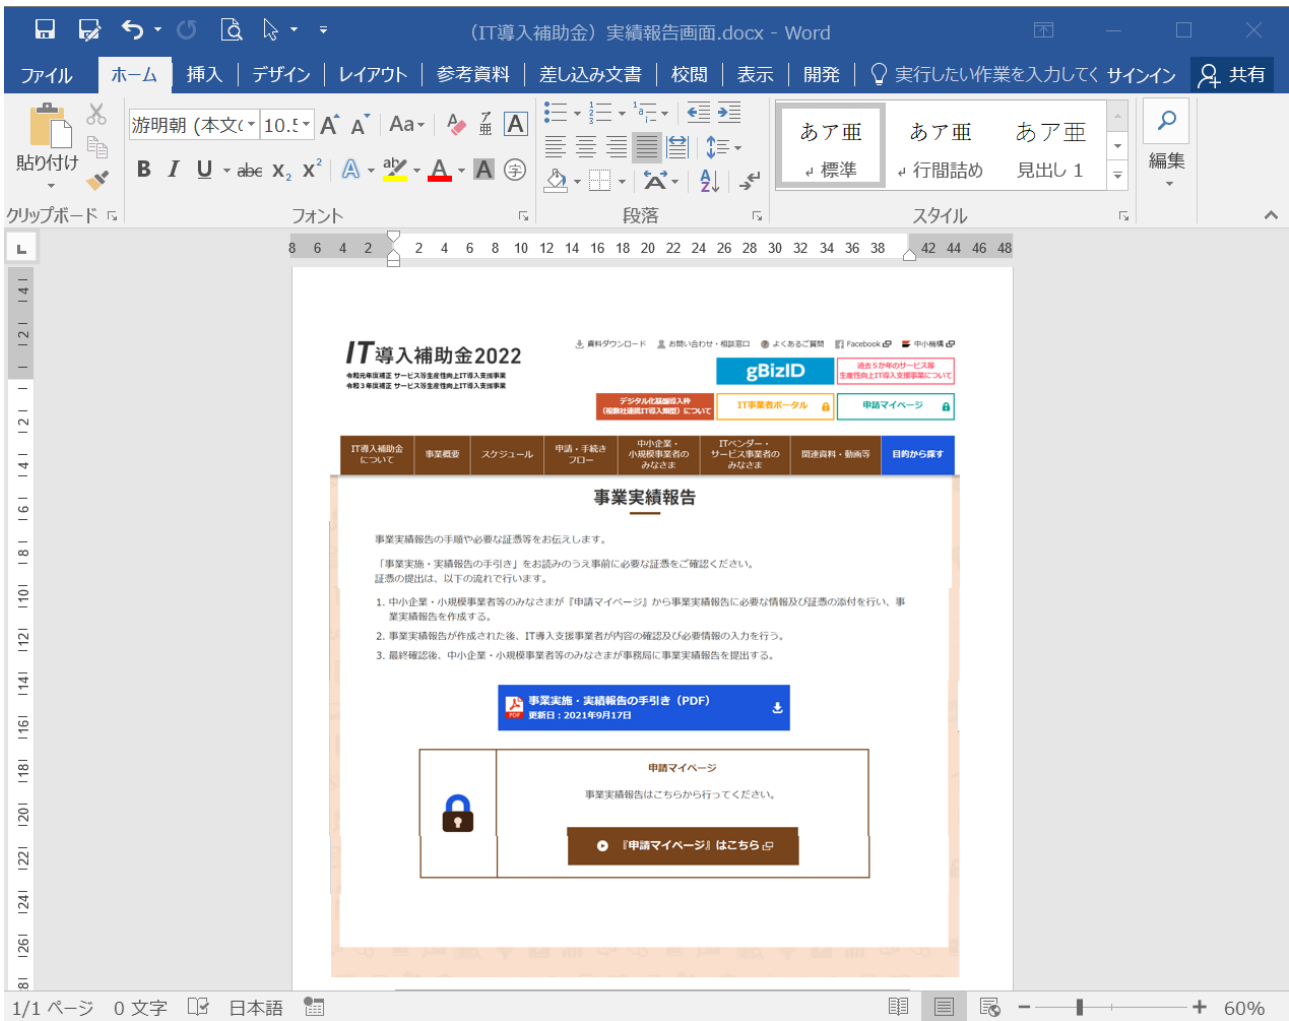 （IT導入補助金）実績報告画面.docx - Word
ファイル ホーム 挿入 デザイン レイアウト 参考資料 差し込み文書 校閲 表示 開発 実行したい作業を入力してく サインイン 共有
貼り付け
游明朝 (本文( 10.5 A A Aa ア亜 A
B I U abc X₂ X² A aby A A 字
あア亜 標準
あア亜 行間詰め
あア亜 見出し 1
編集
クリップボード フォント 段落 スタイル
L
8 6 4 2 2 4 6 8 10 12 14 16 18 20 22 24 26 28 30 32 34 36 38 42 44 46 48
資料ダウンロード お問い合わせ・相談窓口 よくあるご質問 Facebook 中小機構
IT導入補助金2022
令和元年度補正 サービス等生産性向上IT導入支援事業
令和3年度補正 サービス等生産性向上IT導入支援事業
gBizID
過去5か年のサービス等
生産性向上IT導入支援事業について
デジタル化基盤導入枠
（複数社連携IT導入類型）について
IT事業者ポータル
申請マイページ
IT導入補助金
について
事業概要
スケジュール
申請・手続き
フロー
中小企業・
小規模事業者の
みなさま
ITベンダー・
サービス事業者の
みなさま
関連資料・動画等
目的から探す
事業実績報告
事業実績報告の手順や必要な証憑等をお伝えします。
「事業実施・実績報告の手引き」をお読みのうえ事前に必要な証憑をご確認ください。
証憑の提出は、以下の流れで行います。
1. 中小企業・小規模事業者等のみなさまが『申請マイページ』から事業実績報告に必要な情報及び証憑の添付を行い、事
業実績報告を作成する。
2. 事業実績報告が作成された後、IT導入支援事業者が内容の確認及び必要情報の入力を行う。
3. 最終確認後、中小企業・小規模事業者等のみなさまが事務局に事業実績報告を提出する。
PDF
事業実施・実績報告の手引き（PDF）
更新日：2021年9月17日
申請マイページ
事業実績報告はこちらから行ってください。
『申請マイページ』はこちら
1/1 ページ 0 文字 日本語 60%